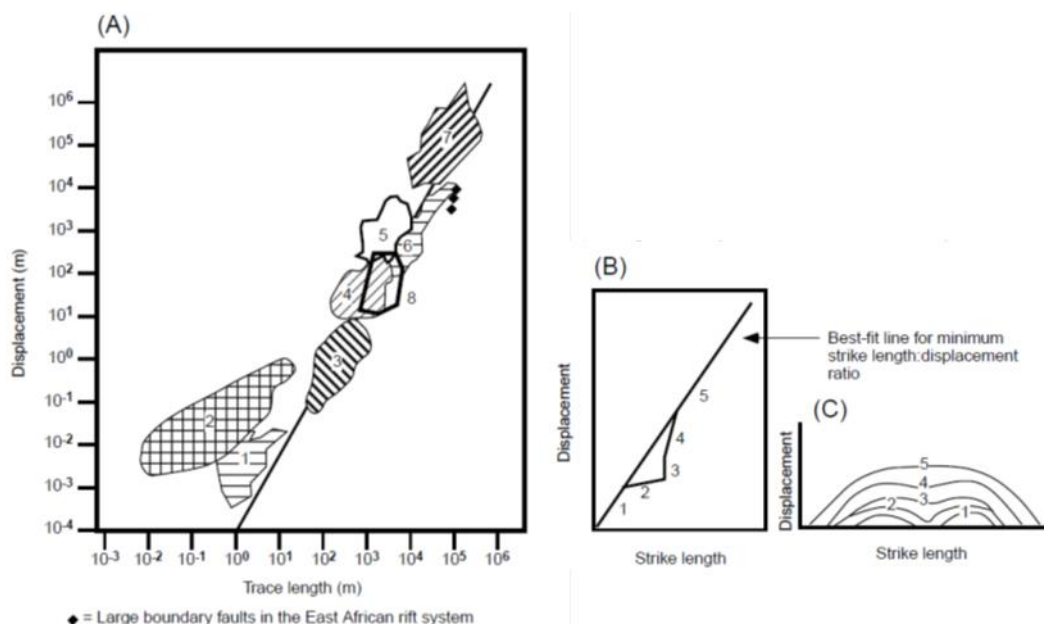 (A)
Displacement (m)
10⁶
10⁵
10⁴
10³
10²
10¹
10⁰
10⁻¹
10⁻²
10⁻³
10⁻⁴
7
5
6
4
8
3
2
1
10⁻³ 10⁻² 10⁻¹ 10⁰ 10¹ 10² 10³ 10⁴ 10⁵ 10⁶
Trace length (m)
◆ = Large boundary faults in the East African rift system
(B)
Displacement
5
4
3
2
1
Strike length
Best-fit line for minimum
strike length:displacement
ratio
(C)
Displacement
5
4
3
2 1
Strike length